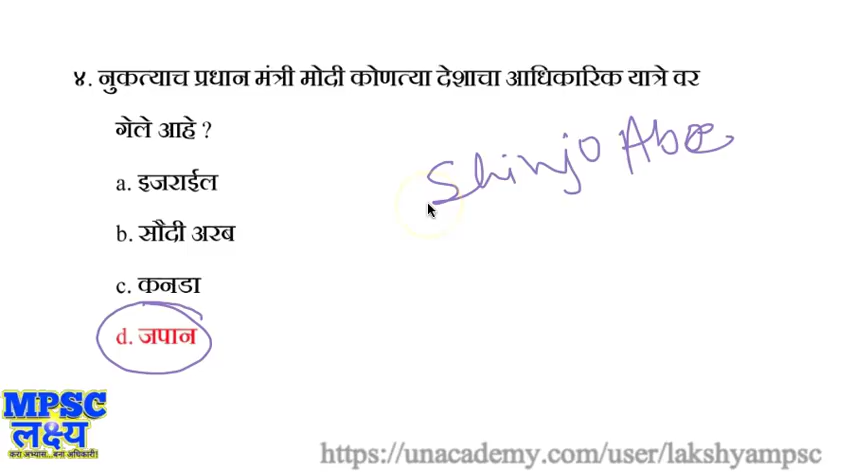 ४. नुकत्याच प्रधान मंत्री मोदी कोणत्या देशाचा आधिकारिक यात्रे वर
गेले आहे ?
Shinjo Abe
a. इजराईल
b. सौदी अरब
c. कनडा
d. जपान
MPSC
लक्ष्य
करा अभ्यास...बना अधिकारी!
https://unacademy.com/user/lakshyampsc